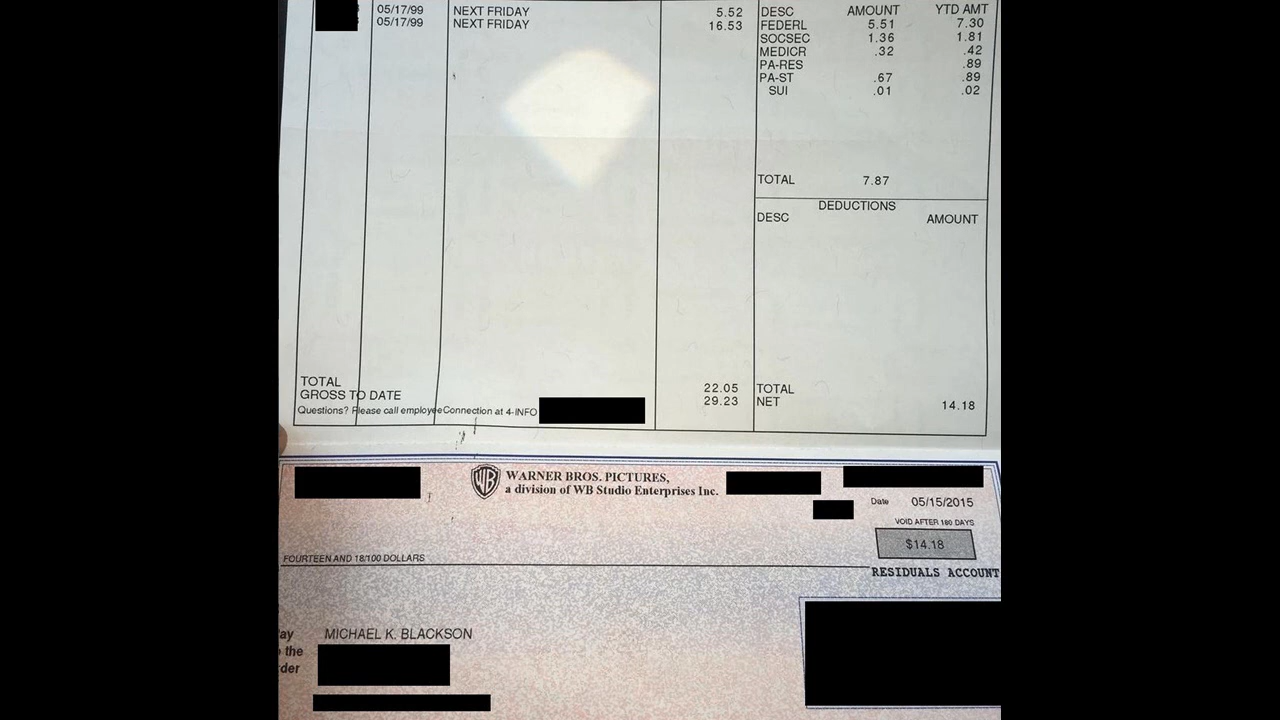 05/17/99 NEXT FRIDAY 5.52
05/17/99 NEXT FRIDAY 16.53
DESC AMOUNT YTD AMT
FEDERL 5.51 7.30
SOCSEC 1.36 1.81
MEDICR .32 .42
PA-RES .89
PA-ST .67 .89
SUI .01 .02
TOTAL 7.87
DEDUCTIONS
DESC AMOUNT
TOTAL 22.05 TOTAL
GROSS TO DATE 29.23 NET 14.18
Questions? Please call employeeConnection at 4-INFO
WB
WARNER BROS. PICTURES,
a division of WB Studio Enterprises Inc.
Date 05/15/2015
VOID AFTER 180 DAYS
$14.18
FOURTEEN AND 18/100 DOLLARS
RESIDUALS ACCOUNT
ay MICHAEL K. BLACKSON
the
der